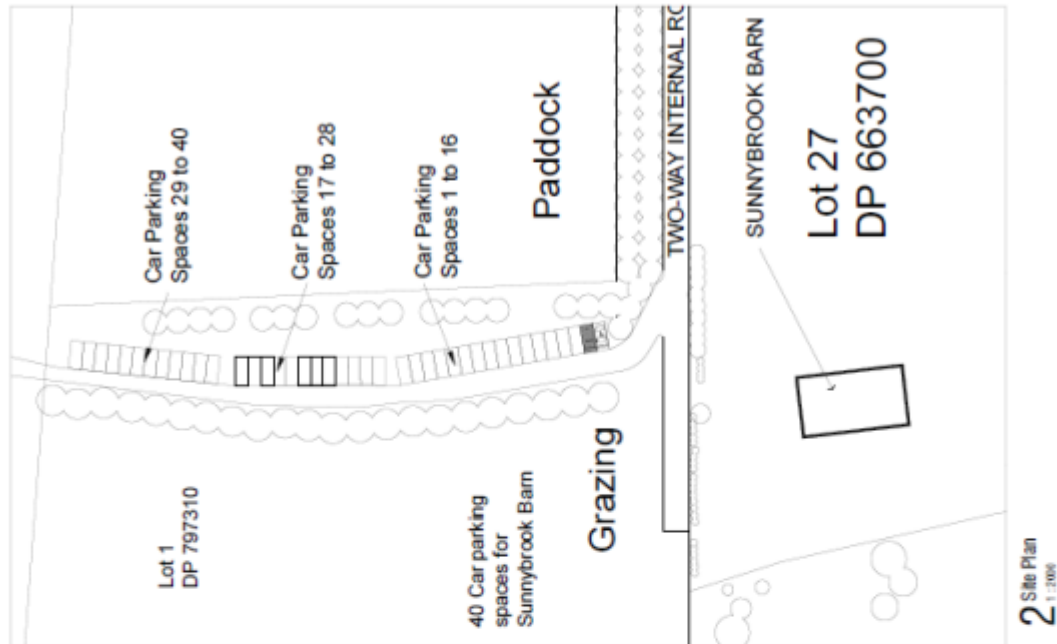 Car Parking
Spaces 29 to 40
Car Parking
Spaces 17 to 28
Car Parking
Spaces 1 to 16
Paddock
TWO-WAY INTERNAL RO
SUNNYBROOK BARN
Lot 27
DP 663700
Lot 1
DP 797310
40 Car parking
spaces for
Sunnybrook Barn
Grazing
2 Site Plan